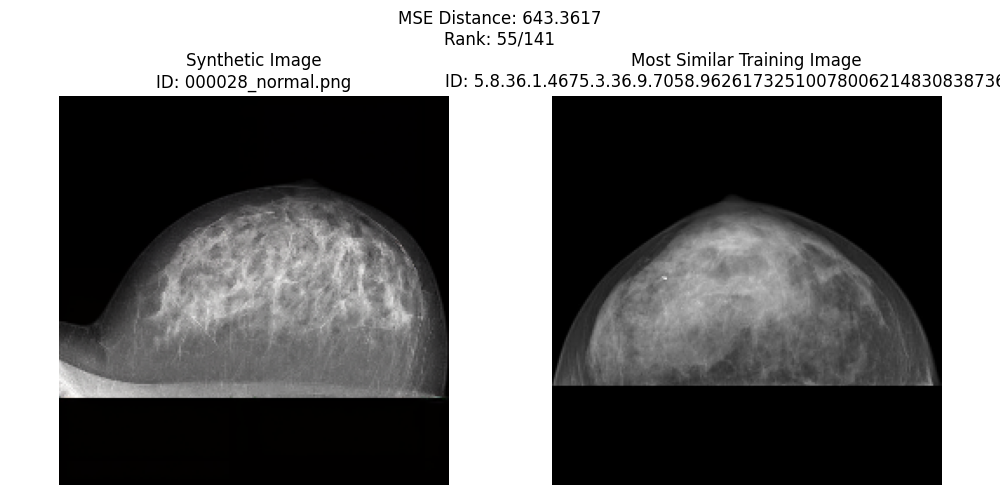 MSE Distance: 643.3617
Rank: 55/141
Synthetic Image
ID: 000028_normal.png
Most Similar Training Image
ID: 5.8.36.1.4675.3.36.9.7058.96261732510078006214830838736